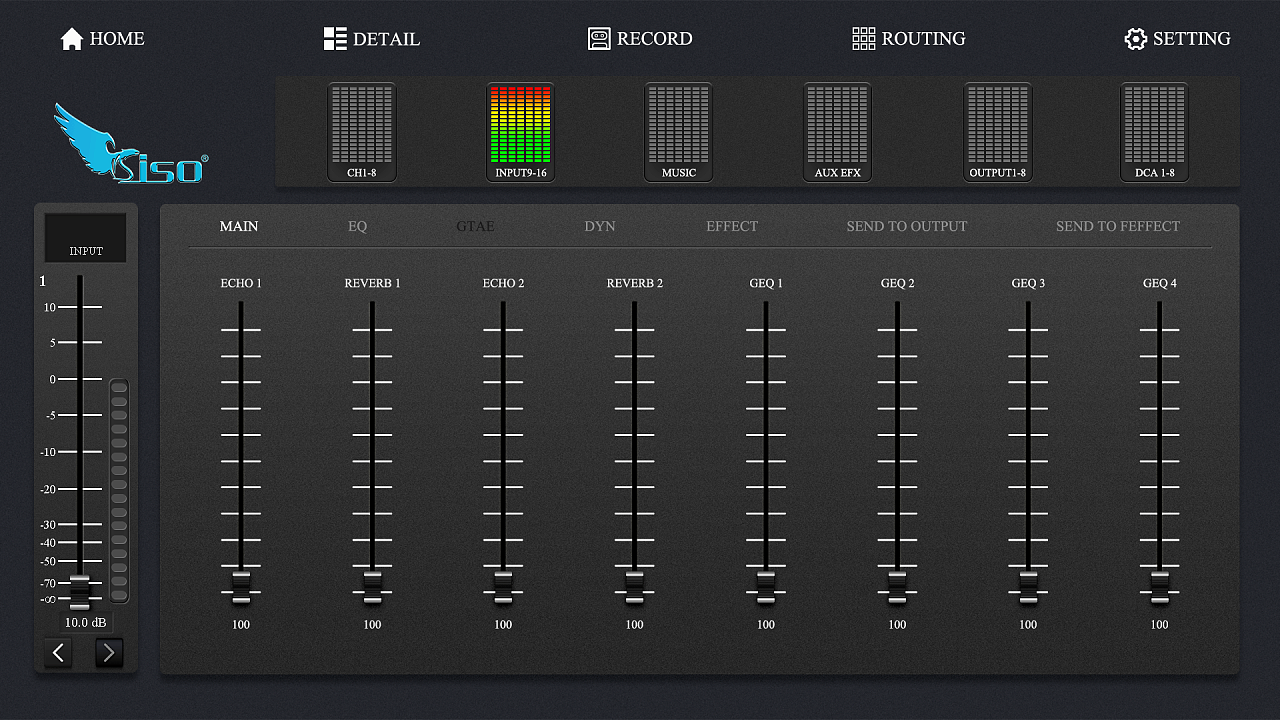 HOME DETAIL RECORD ROUTING SETTING
Siso®
CH1-8 INPUT9-16 MUSIC AUX EFX OUTPUT1-8 DCA 1-8
INPUT
1
10
5
0
-5
-10
-20
-30
-40
-50
-70
-∞
10.0 dB
MAIN EQ GTAE DYN EFFECT SEND TO OUTPUT SEND TO FEFFECT
ECHO 1 REVERB 1 ECHO 2 REVERB 2 GEQ 1 GEQ 2 GEQ 3 GEQ 4
100 100 100 100 100 100 100 100